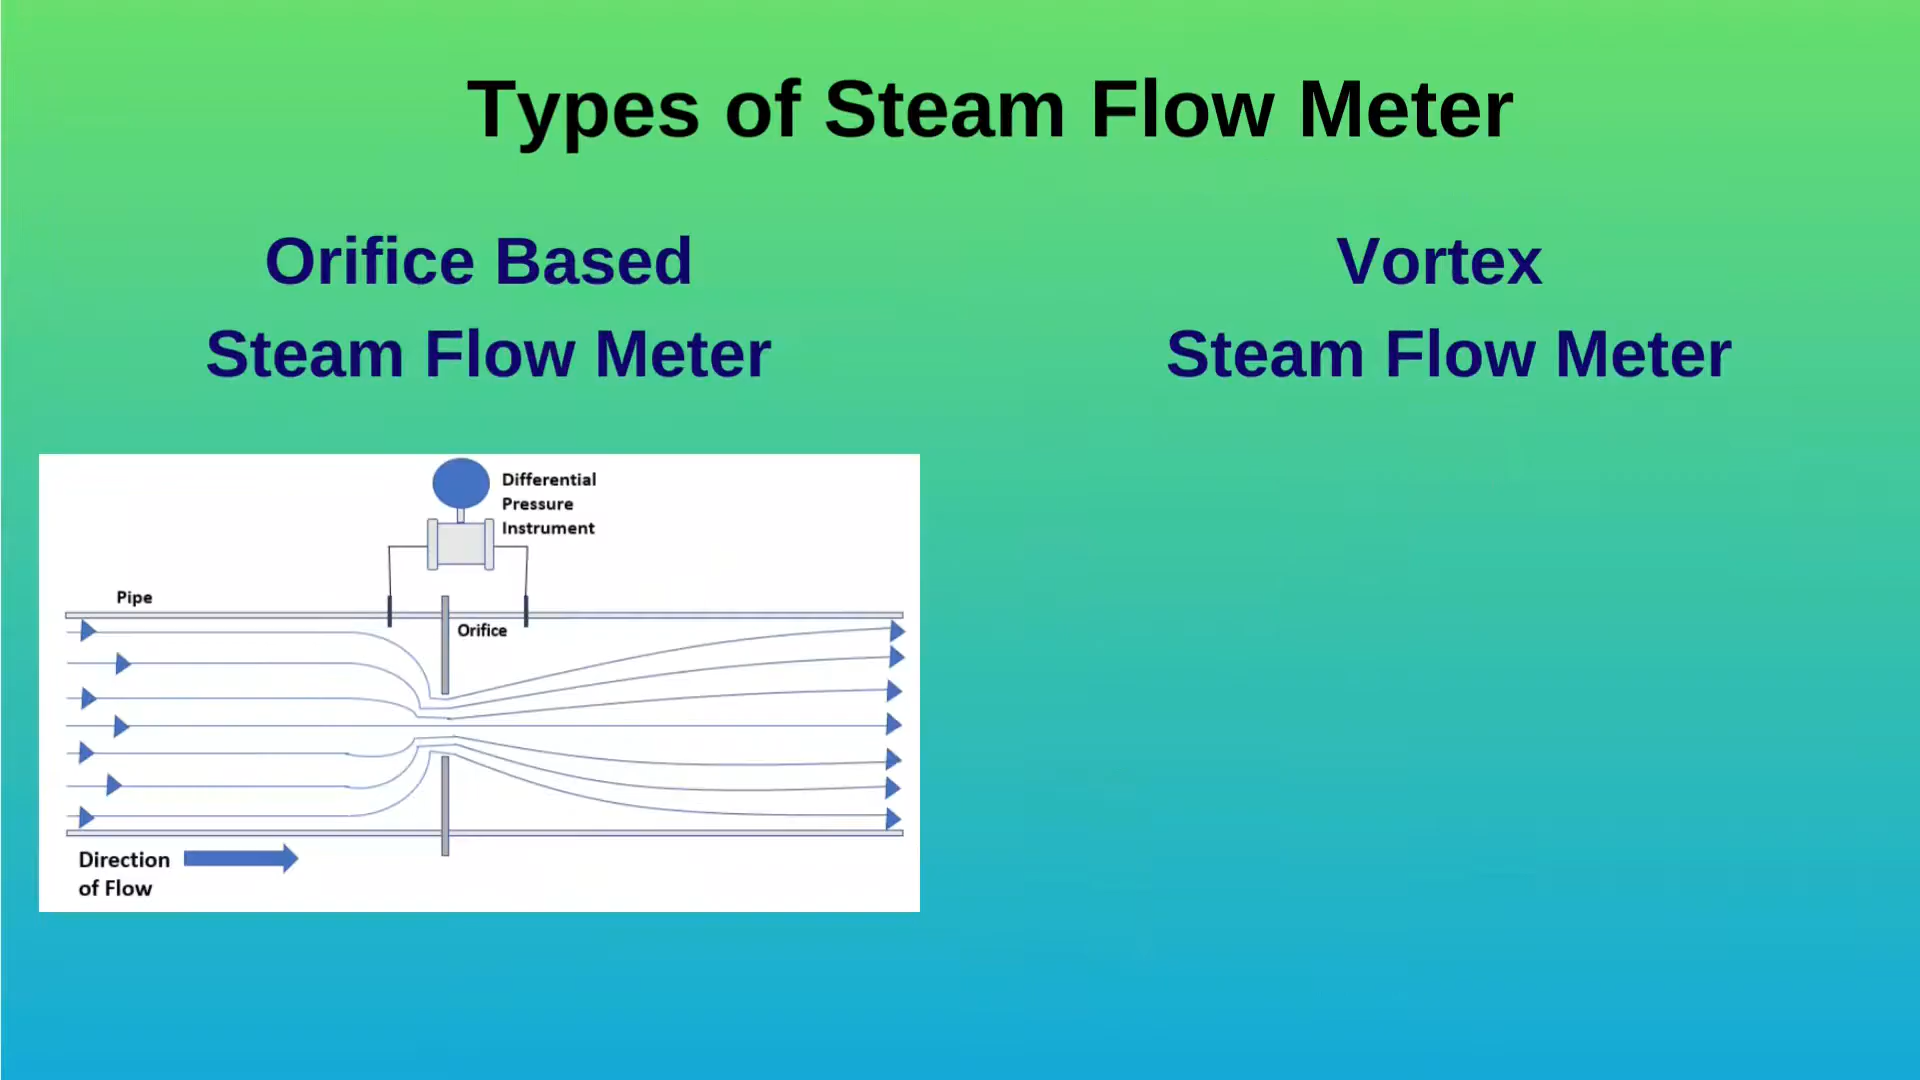 Types of Steam Flow Meter
Orifice Based
Steam Flow Meter
Vortex
Steam Flow Meter
Differential
Pressure
Instrument
Pipe
Orifice
Direction
of Flow